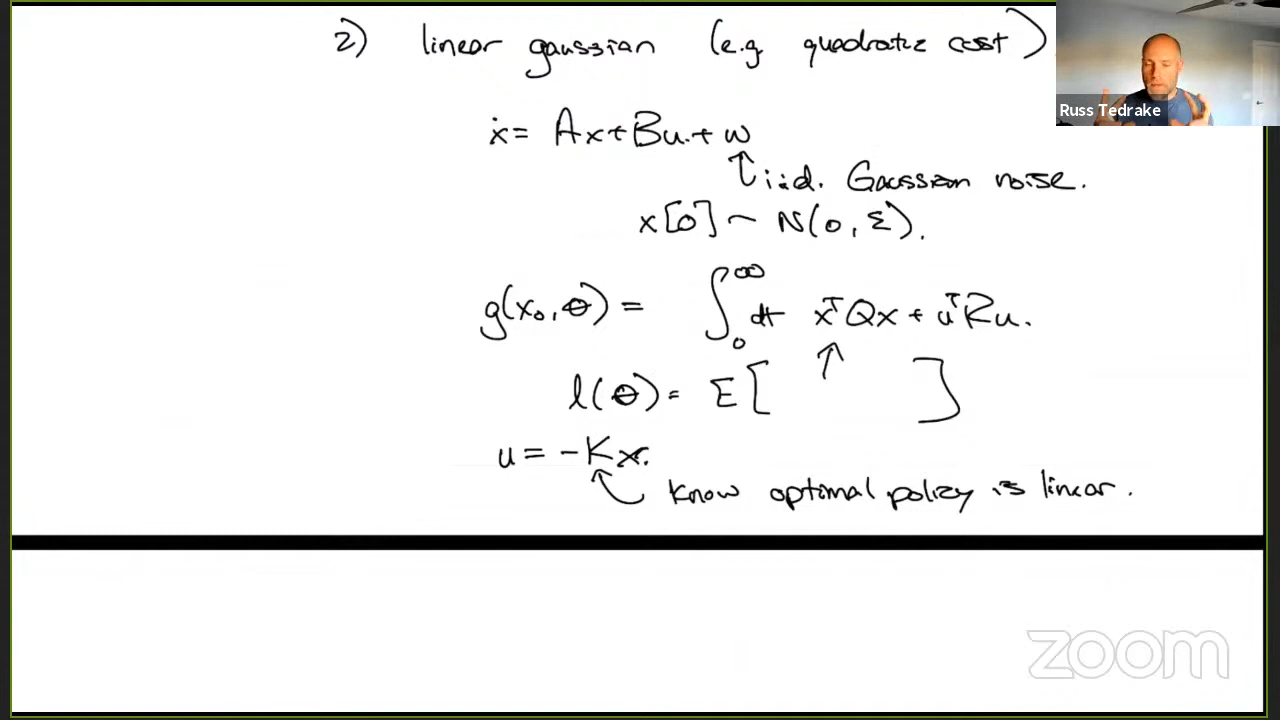 2) linear gaussian (e.g. quadratic cost)
Russ Tedrake
ẋ = Ax + Bu + w
i.i.d. Gaussian noise.
x[0] ~ N(0, Σ).
g(x₀, θ) = ∫₀^∞ dt xᵀQx + uᵀRu.
l(θ) = E[ ]
u = -Kx.
know optimal policy is linear.
zoom